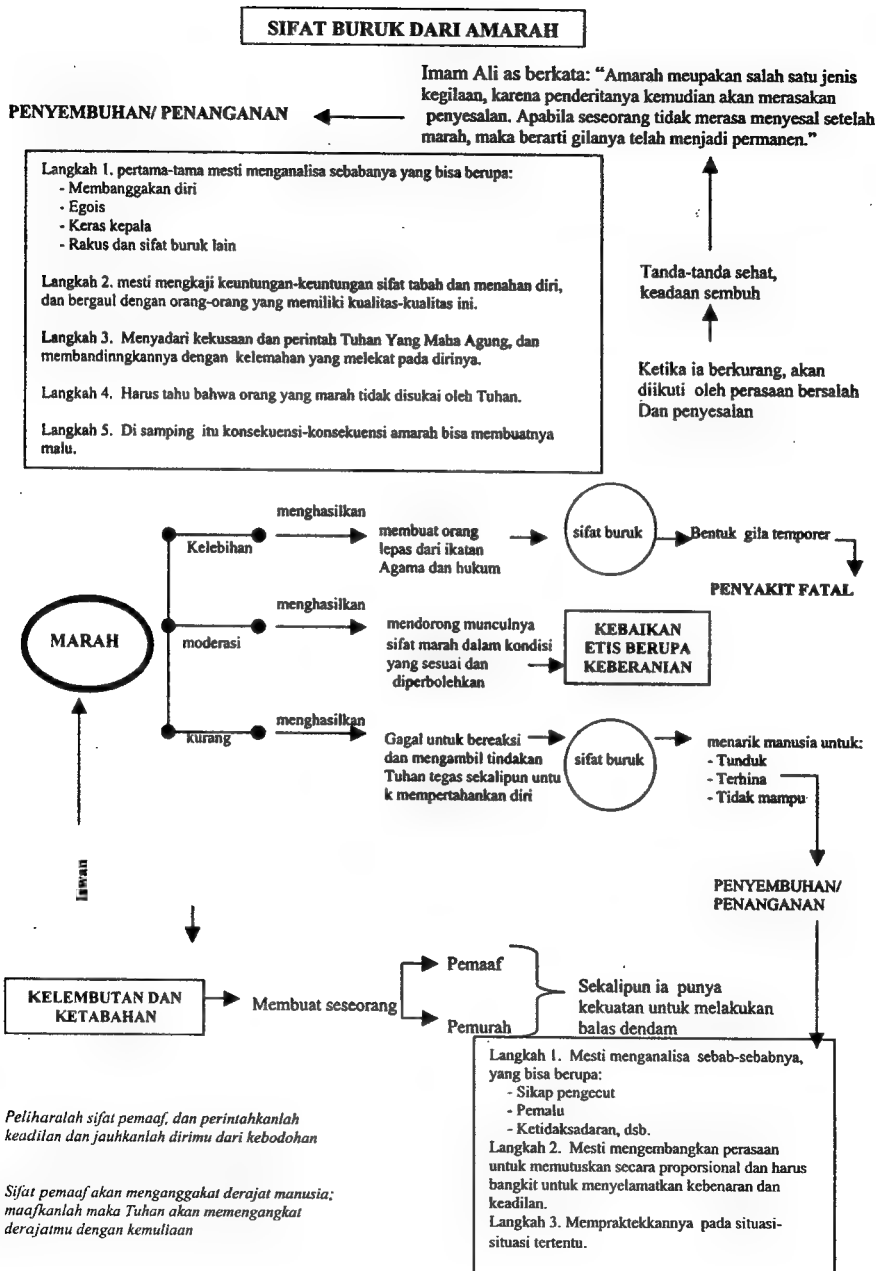 SIFAT BURUK DARI AMARAH
Imam Ali as berkata: “Amarah meupakan salah satu jenis
kegilaan, karena penderitanya kemudian akan merasakan
penyesalan. Apabila seseorang tidak merasa menyesal setelah
marah, maka berarti gilanya telah menjadi permanen.”
PENYEMBUHAN/ PENANGANAN
Langkah 1. pertama-tama mesti menganalisa sebabanya yang bisa berupa:
- Membanggakan diri
- Egois
- Keras kepala
- Rakus dan sifat buruk lain
Langkah 2. mesti mengkaji keuntungan-keuntungan sifat tabah dan menahan diri,
dan bergaul dengan orang-orang yang memiliki kualitas-kualitas ini.
Langkah 3. Menyadari kekusaan dan perintah Tuhan Yang Maha Agung, dan
membandinngkannya dengan kelemahan yang melekat pada dirinya.
Langkah 4. Harus tahu bahwa orang yang marah tidak disukai oleh Tuhan.
Langkah 5. Di samping itu konsekuensi-konsekuensi amarah bisa membuatnya
malu.
Tanda-tanda sehat,
keadaan sembuh
Ketika ia berkurang, akan
diikuti oleh perasaan bersalah
Dan penyesalan
MARAH
Kelebihan
menghasilkan
membuat orang
lepas dari ikatan
Agama dan hukum
sifat buruk
Bentuk gila temporer
PENYAKIT FATAL
moderasi
menghasilkan
mendorong munculnya
sifat marah dalam kondisi
yang sesuai dan
diperbolehkan
KEBAIKAN
ETIS BERUPA
KEBERANIAN
kurang
menghasilkan
Gagal untuk bereaksi
dan mengambil tindakan
Tuhan tegas sekalipun untu
k mempertahankan diri
sifat buruk
menarik manusia untuk:
- Tunduk
- Terhina
- Tidak mampu
PENYEMBUHAN/
PENANGANAN
lawan
KELEMBUTAN DAN
KETABAHAN
Membuat seseorang
Pemaaf
Pemurah
Sekalipun ia punya
kekuatan untuk melakukan
balas dendam
Langkah 1. Mesti menganalisa sebab-sebabnya,
yang bisa berupa:
- Sikap pengecut
- Pemalu
- Ketidaksadaran, dsb.
Langkah 2. Mesti mengembangkan perasaan
untuk memutuskan secara proporsional dan harus
bangkit untuk menyelamatkan kebenaran dan
keadilan.
Langkah 3. Mempraktekkannya pada situasi-
situasi tertentu.
Peliharalah sifat pemaaf, dan perintahkanlah
keadilan dan jauhkanlah dirimu dari kebodohan
Sifat pemaaf akan menganggakat derajat manusia;
maafkanlah maka Tuhan akan memengangkat
derajatmu dengan kemuliaan